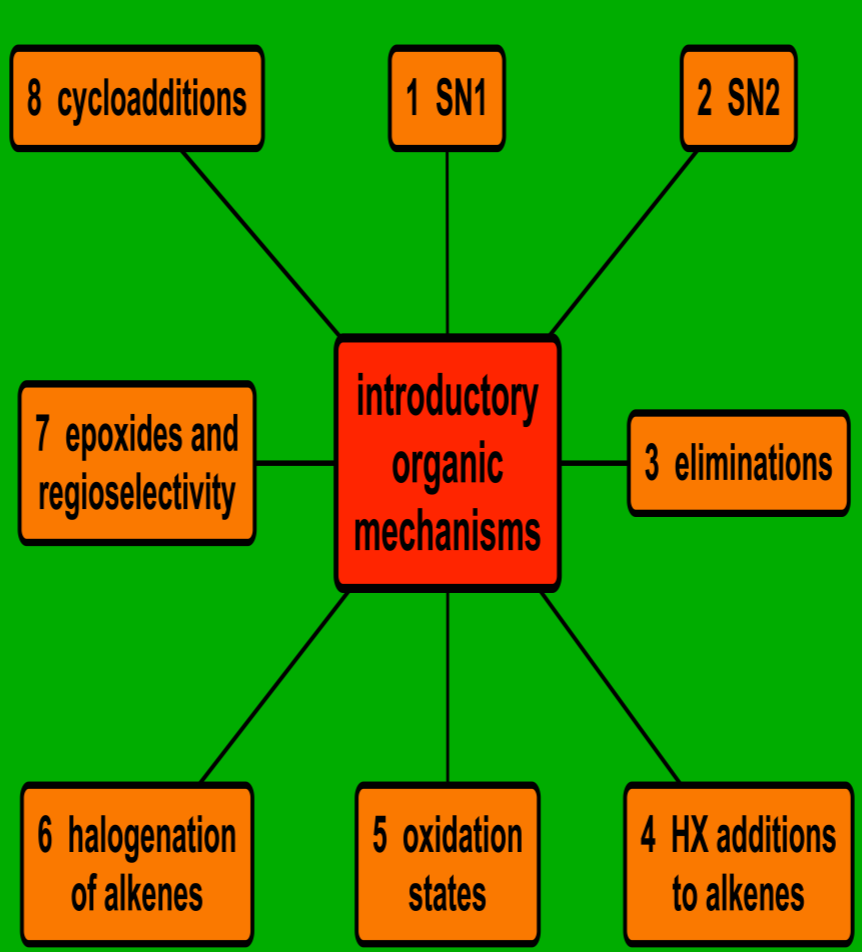 8 cycloadditions
1 SN1
2 SN2
introductory
organic
mechanisms
7 epoxides and
regioselectivity
3 eliminations
6 halogenation
of alkenes
5 oxidation
states
4 HX additions
to alkenes